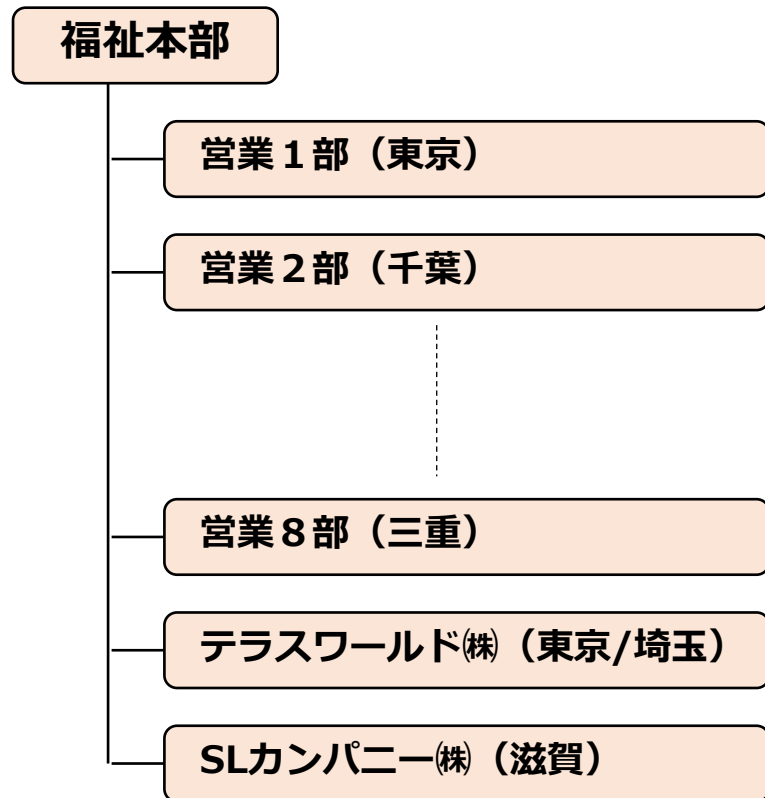 福祉本部
営業１部（東京）
営業２部（千葉）
営業８部（三重）
テラスワールド㈱（東京/埼玉）
SLカンパニー㈱（滋賀）